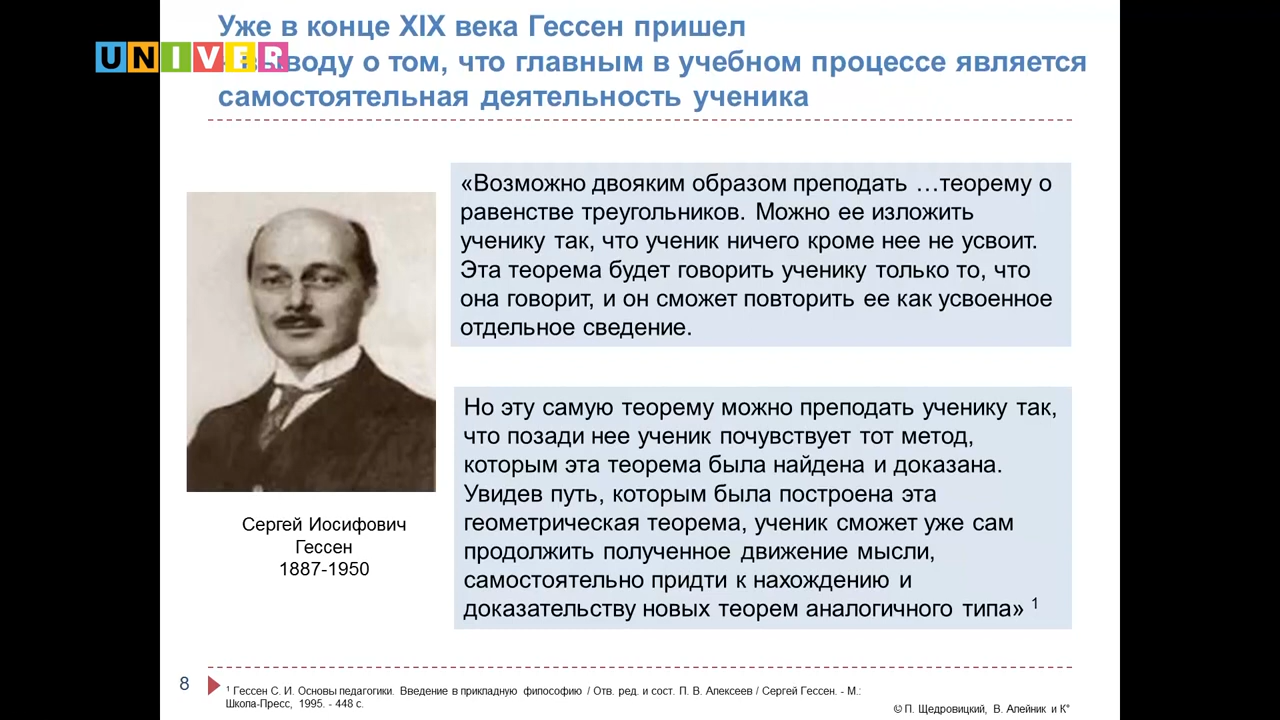 Уже в конце XIX века Гессен пришел
UNIVER
выводу о том, что главным в учебном процессе является
самостоятельная деятельность ученика
«Возможно двояким образом преподать …теорему о
равенстве треугольников. Можно ее изложить
ученику так, что ученик ничего кроме нее не усвоит.
Эта теорема будет говорить ученику только то, что
она говорит, и он сможет повторить ее как усвоенное
отдельное сведение.
Но эту самую теорему можно преподать ученику так,
что позади нее ученик почувствует тот метод,
которым эта теорема была найдена и доказана.
Увидев путь, которым была построена эта
геометрическая теорема, ученик сможет уже сам
продолжить полученное движение мысли,
самостоятельно придти к нахождению и
доказательству новых теорем аналогичного типа» ¹
Сергей Иосифович
Гессен
1887-1950
8
¹ Гессен С. И. Основы педагогики. Введение в прикладную философию / Отв. ред. и сост. П. В. Алексеев / Сергей Гессен. - М.:
Школа-Пресс, 1995. - 448 с.
© П. Щедровицкий, В. Алейник и К°